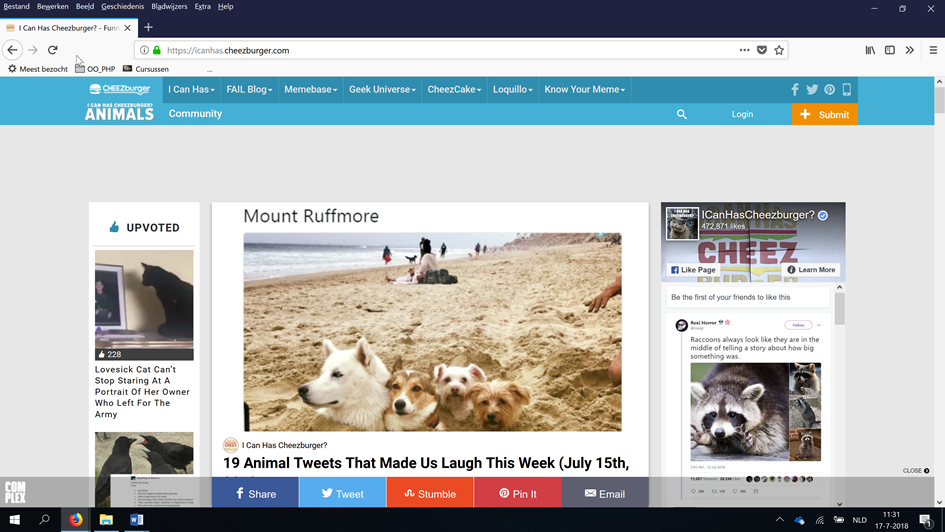 Bestand Bewerken Beeld Geschiedenis Bladwijzers Extra Help
I Can Has Cheezburger? - Funn
https://icanhas.cheezburger.com
Meest bezocht OO_PHP Cursussen ...
CHEEZburger I Can Has FAIL Blog Memebase Geek Universe CheezCake Loquillo Know Your Meme
I CAN HAS CHEEZBURGER?
ANIMALS Community Login Submit
UPVOTED
228
Lovesick Cat Can't
Stop Staring At A
Portrait Of Her Owner
Who Left For The
Army
Mount Ruffmore
I Can Has Cheezburger?
19 Animal Tweets That Made Us Laugh This Week (July 15th,
ICanHasCheezburger?
472,871 likes
CHEEZ
Like Page Learn More
Be the first of your friends to like this
Roxi Horror
Follow
Raccoons always look like they are in the
middle of telling a story about how big
something was.
CLOSE
COM
PLEX
Share Tweet Stumble Pin It Email
NLD
11:31
17-7-2018